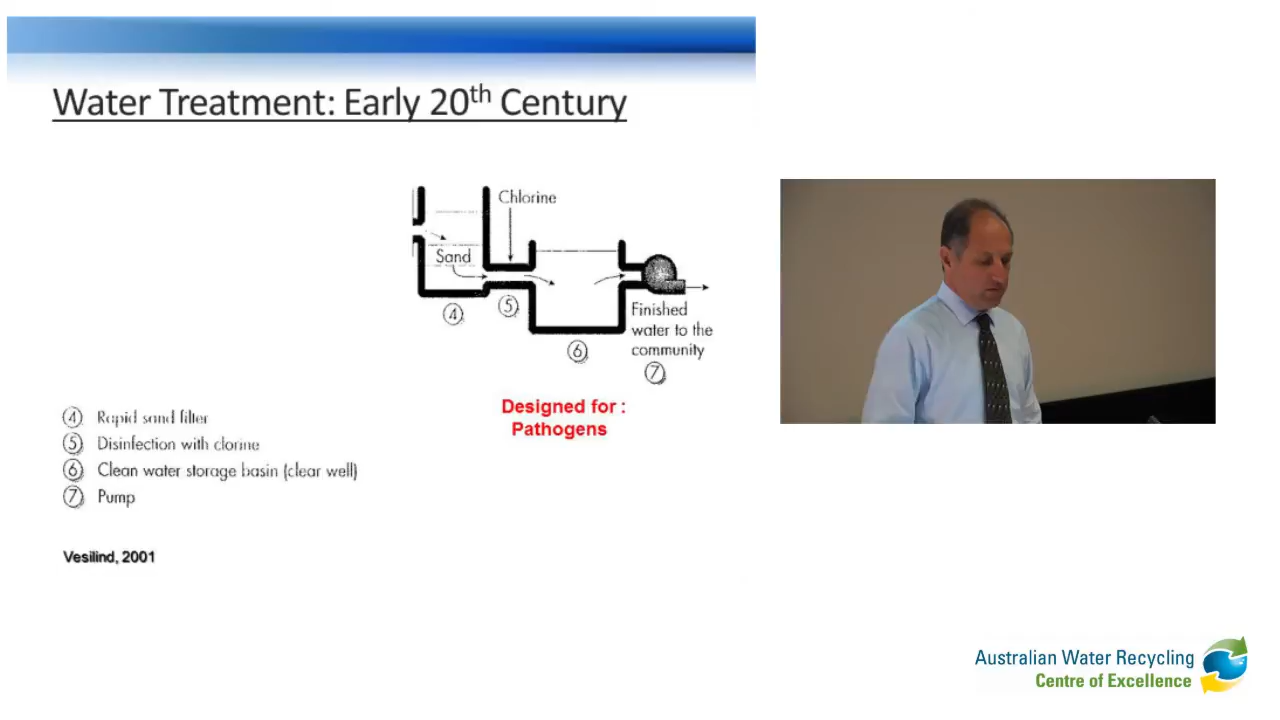 Water Treatment: Early 20th Century
Chlorine
Sand
④
⑤
⑥
Finished
water to the
community
⑦
Designed for :
Pathogens
④ Rapid sand filter
⑤ Disinfection with clorine
⑥ Clean water storage basin (clear well)
⑦ Pump
Vesilind, 2001
Australian Water Recycling
Centre of Excellence